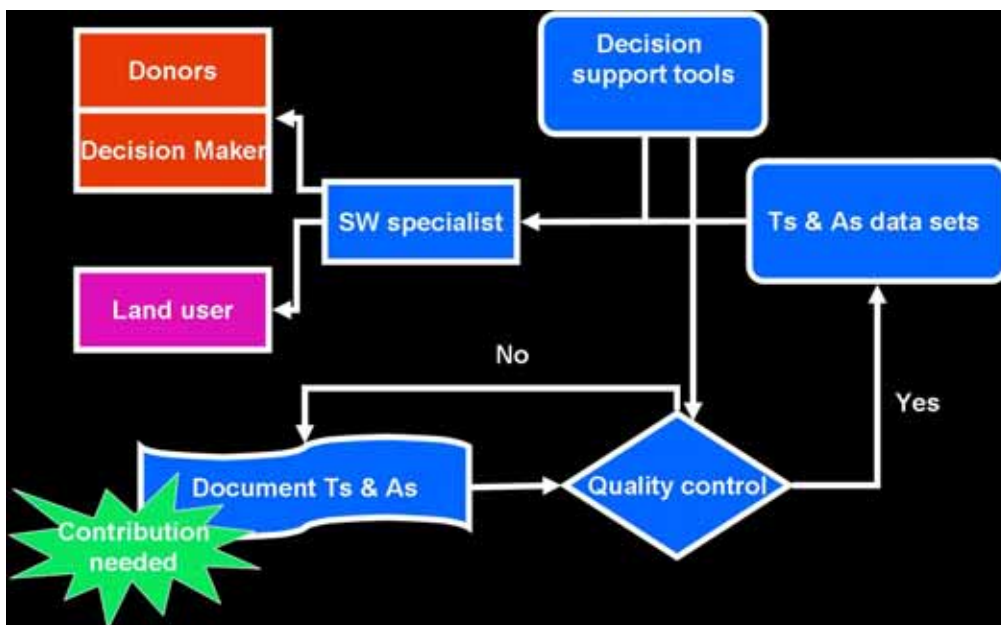 Donors
Decision Maker
Decision
support tools
SW specialist
Ts & As data sets
Land user
No
Yes
Document Ts & As
Quality control
Contribution
needed